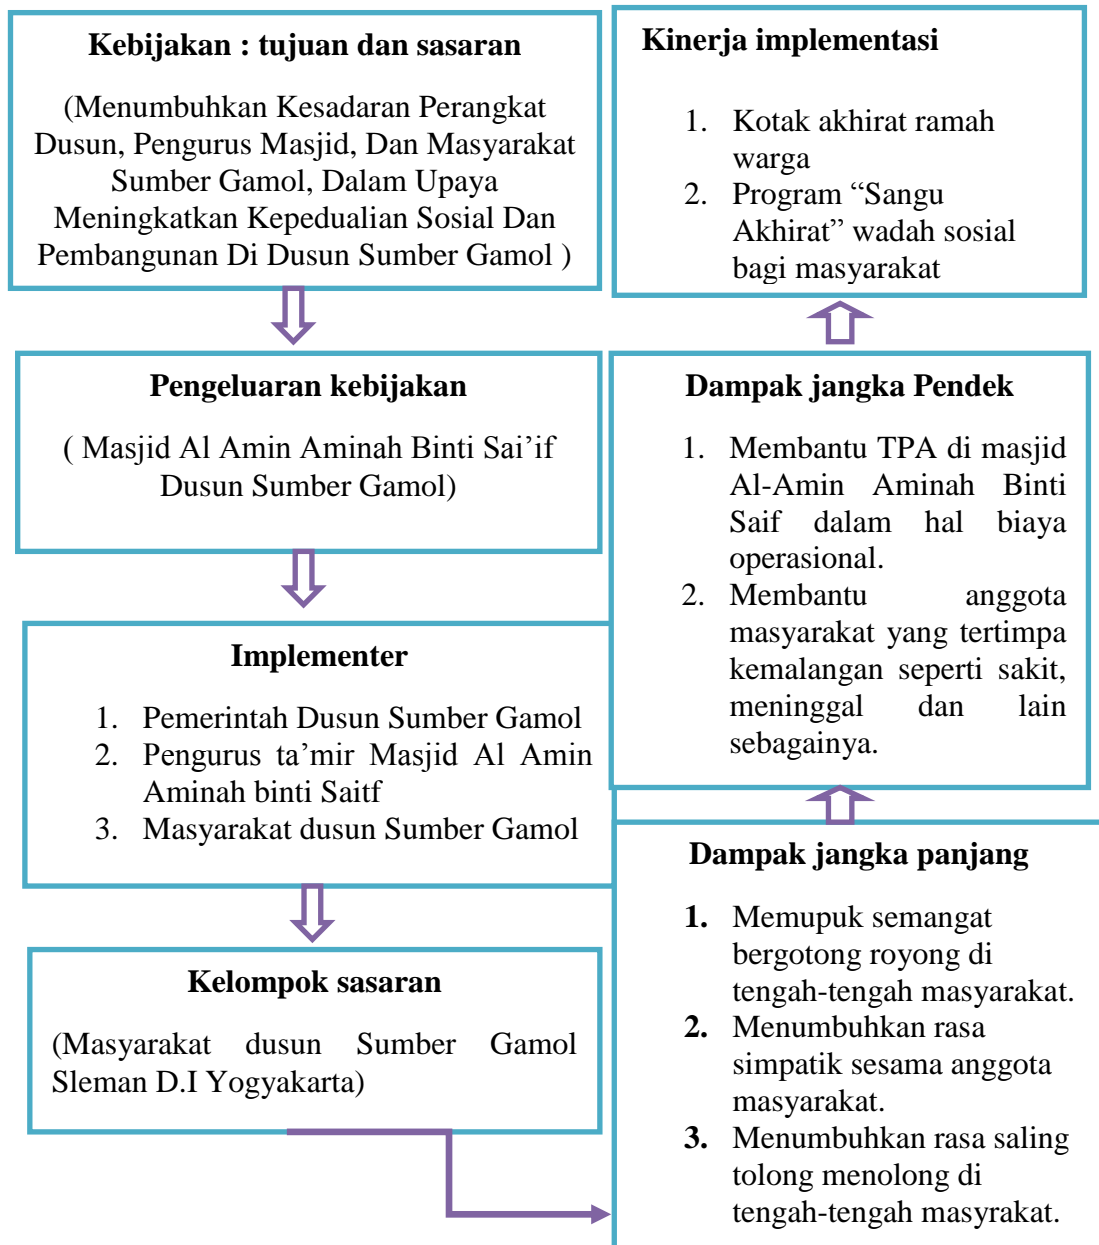 Kebijakan : tujuan dan sasaran
(Menumbuhkan Kesadaran Perangkat
Dusun, Pengurus Masjid, Dan Masyarakat
Sumber Gamol, Dalam Upaya
Meningkatkan Kepedualian Sosial Dan
Pembangunan Di Dusun Sumber Gamol )
Pengeluaran kebijakan
( Masjid Al Amin Aminah Binti Sai’if
Dusun Sumber Gamol)
Implementer
1. Pemerintah Dusun Sumber Gamol
2. Pengurus ta’mir Masjid Al Amin
Aminah binti Saitf
3. Masyarakat dusun Sumber Gamol
Kelompok sasaran
(Masyarakat dusun Sumber Gamol
Sleman D.I Yogyakarta)
Kinerja implementasi
1. Kotak akhirat ramah
warga
2. Program “Sangu
Akhirat” wadah sosial
bagi masyarakat
Dampak jangka Pendek
1. Membantu TPA di masjid
Al-Amin Aminah Binti
Saif dalam hal biaya
operasional.
2. Membantu anggota
masyarakat yang tertimpa
kemalangan seperti sakit,
meninggal dan lain
sebagainya.
Dampak jangka panjang
1. Memupuk semangat
bergotong royong di
tengah-tengah masyarakat.
2. Menumbuhkan rasa
simpatik sesama anggota
masyarakat.
3. Menumbuhkan rasa saling
tolong menolong di
tengah-tengah masyrakat.